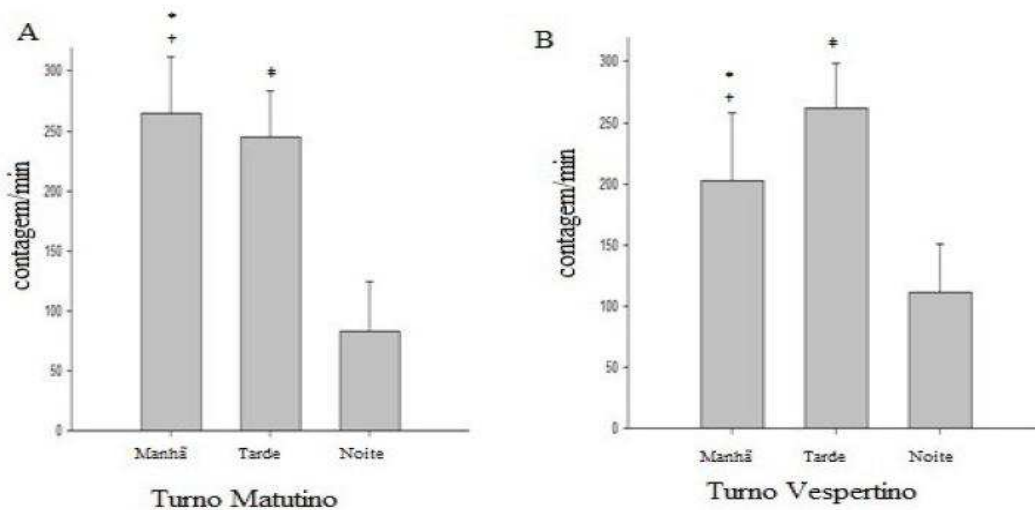 A
*
+
‡
contagem/min
300
250
200
150
100
50
0
Manhã Tarde Noite
Turno Matutino
B
*
+
‡
contagem/min
300
250
200
150
100
50
0
Manhã Tarde Noite
Turno Vespertino